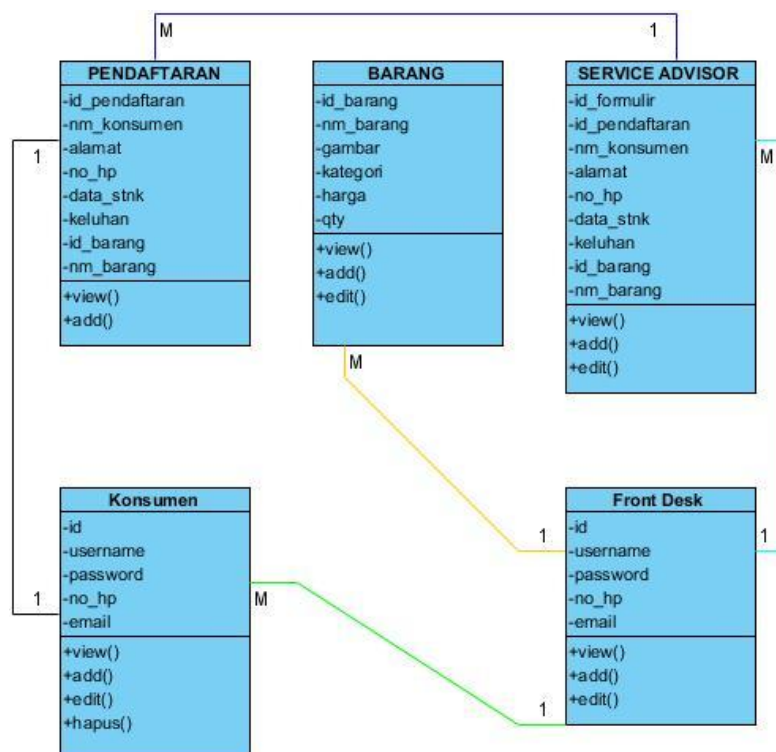 M
1
PENDAFTARAN
-id_pendaftaran
-nm_konsumen
-alamat
-no_hp
-data_stnk
-keluhan
-id_barang
-nm_barang
+view()
+add()
BARANG
-id_barang
-nm_barang
-gambar
-kategori
-harga
-qty
+view()
+add()
+edit()
SERVICE ADVISOR
-id_formulir
-id_pendaftaran
-nm_konsumen
-alamat
-no_hp
-data_stnk
-keluhan
-id_barang
-nm_barang
+view()
+add()
+edit()
1
M
M
Konsumen
-id
-username
-password
-no_hp
-email
+view()
+add()
+edit()
+hapus()
Front Desk
-id
-username
-password
-no_hp
-email
+view()
+add()
+edit()
1
1
1
M
1